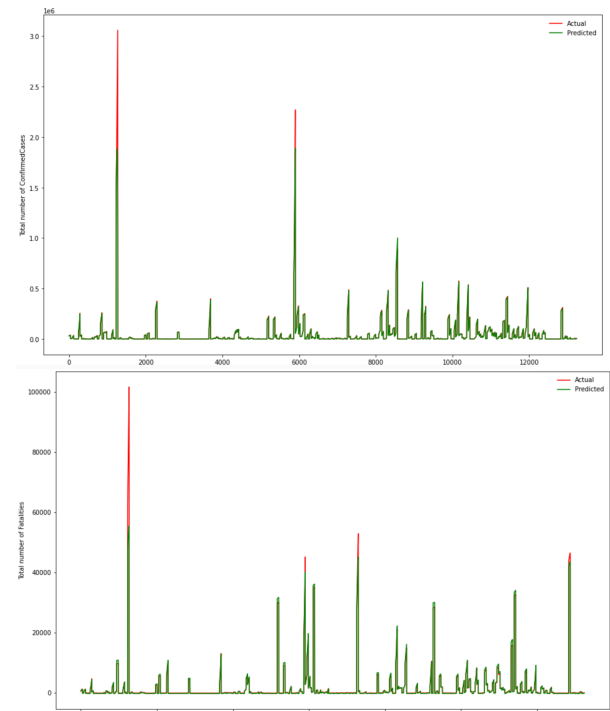 1e6
Actual
Predicted
3.0
2.5
2.0
1.5
1.0
0.5
0.0
Total number of ConfirmedCases
0 2000 4000 6000 8000 10000 12000
Actual
Predicted
100000
80000
60000
40000
20000
0
Total number of Fatalities